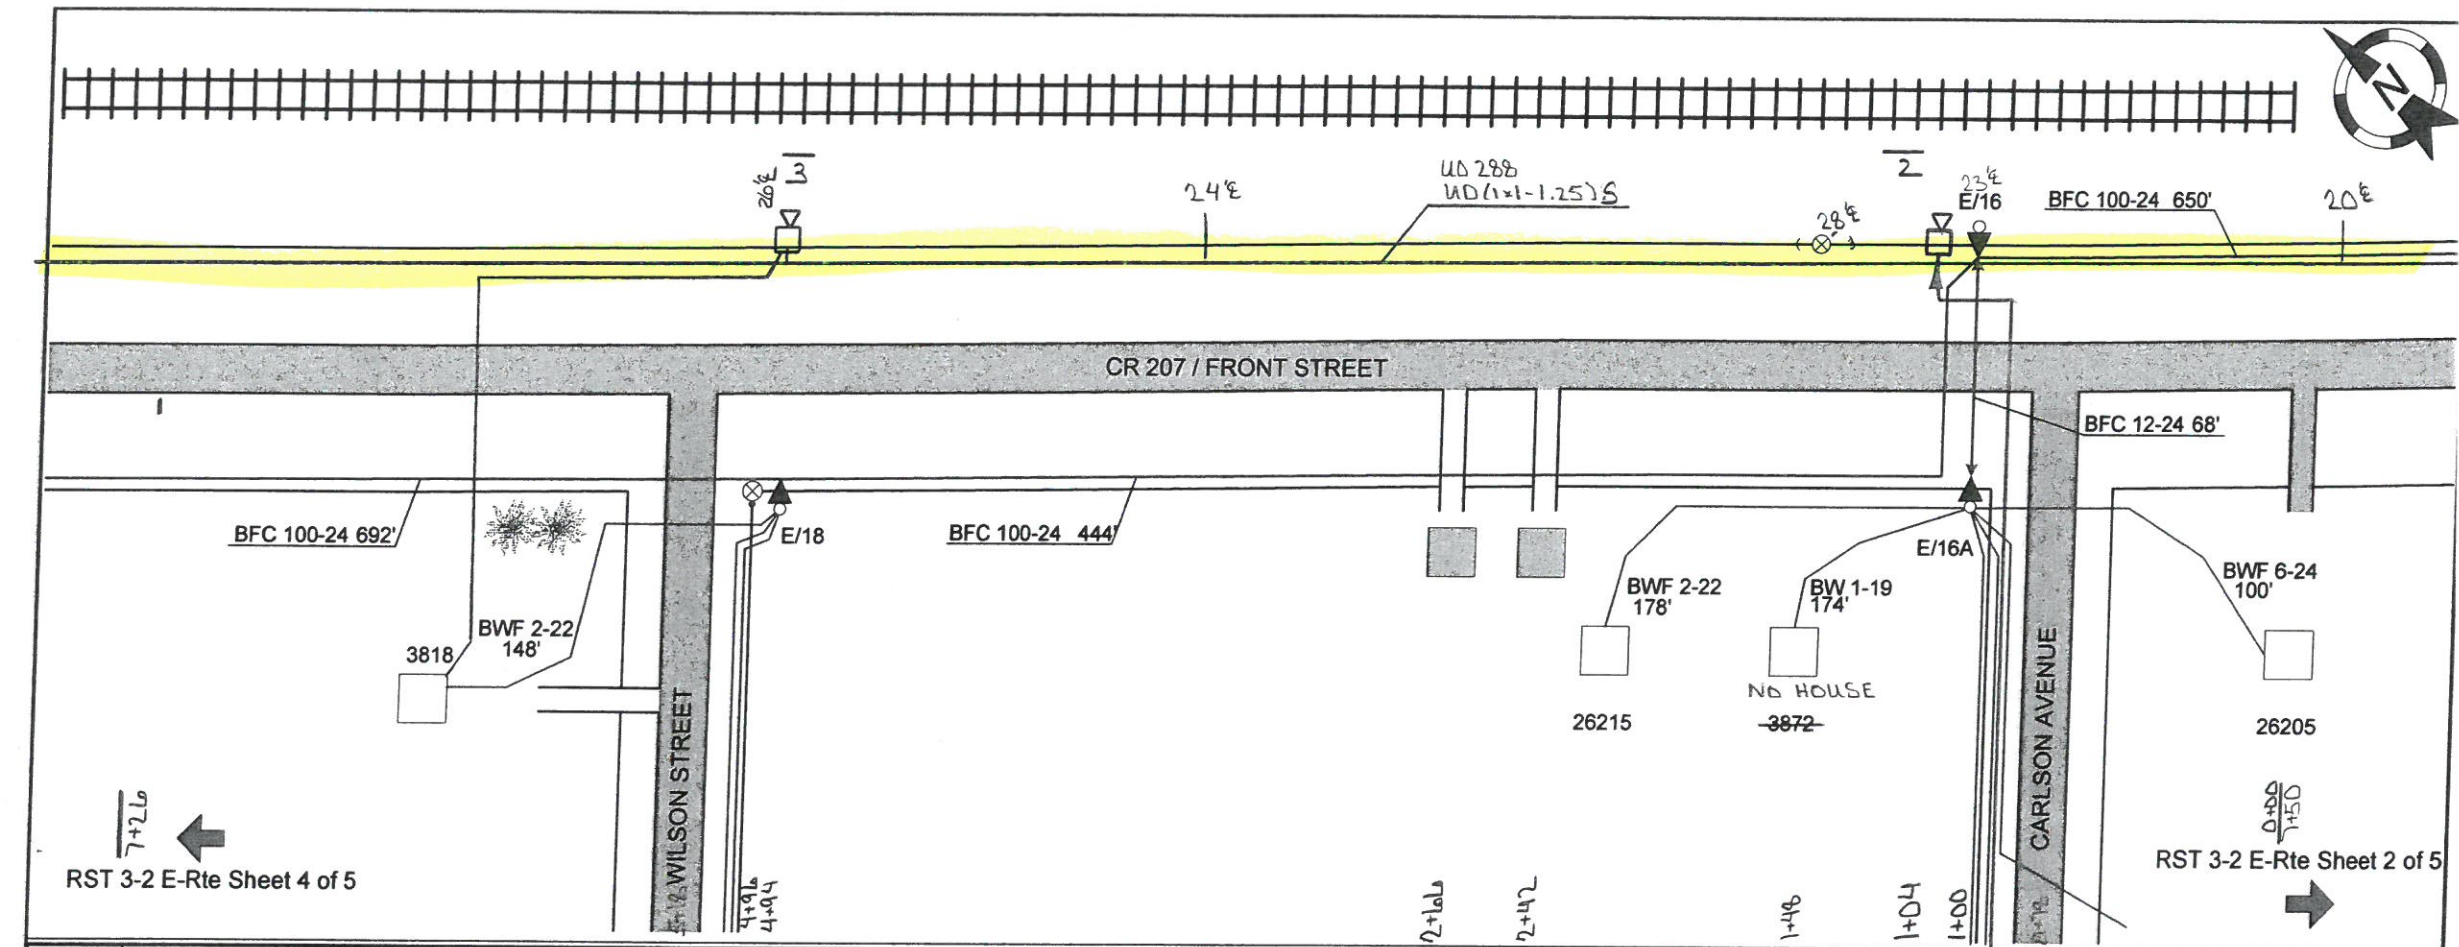 N
3
26'℄
24'℄
UD 288
UD(1x1-1.25)S
2
28'℄
23'℄
E/16
BFC 100-24 650'
20'℄
CR 207 / FRONT STREET
BFC 12-24 68'
BFC 100-24 692'
E/18
BFC 100-24 444'
E/16A
BWF 2-22
178'
BW 1-19
174'
BWF 6-24
100'
BWF 2-22
148'
3818
NO HOUSE
26215
3872
26205
WILSON STREET
CARLSON AVENUE
7+26
RST 3-2 E-Rte Sheet 4 of 5
0+00
7+50
RST 3-2 E-Rte Sheet 2 of 5
4+96
4+94
2+66
2+42
1+48
1+04
1+00